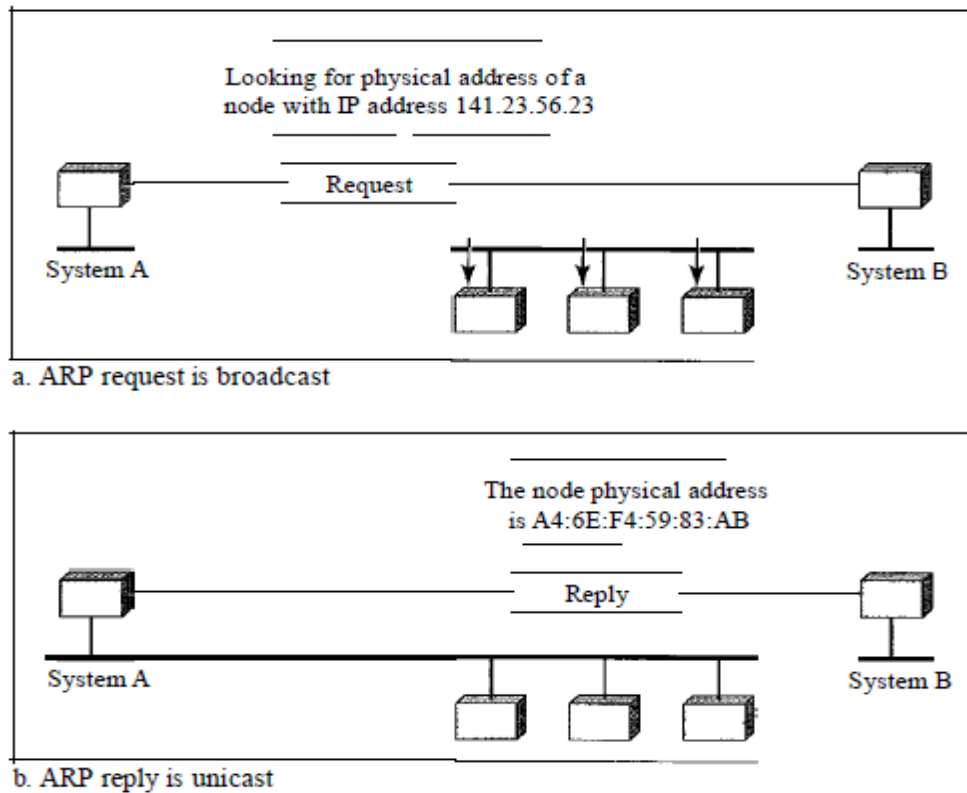 Looking for physical address of a
node with IP address 141.23.56.23
Request
System A
System B
a. ARP request is broadcast
The node physical address
is A4:6E:F4:59:83:AB
Reply
System A
System B
b. ARP reply is unicast